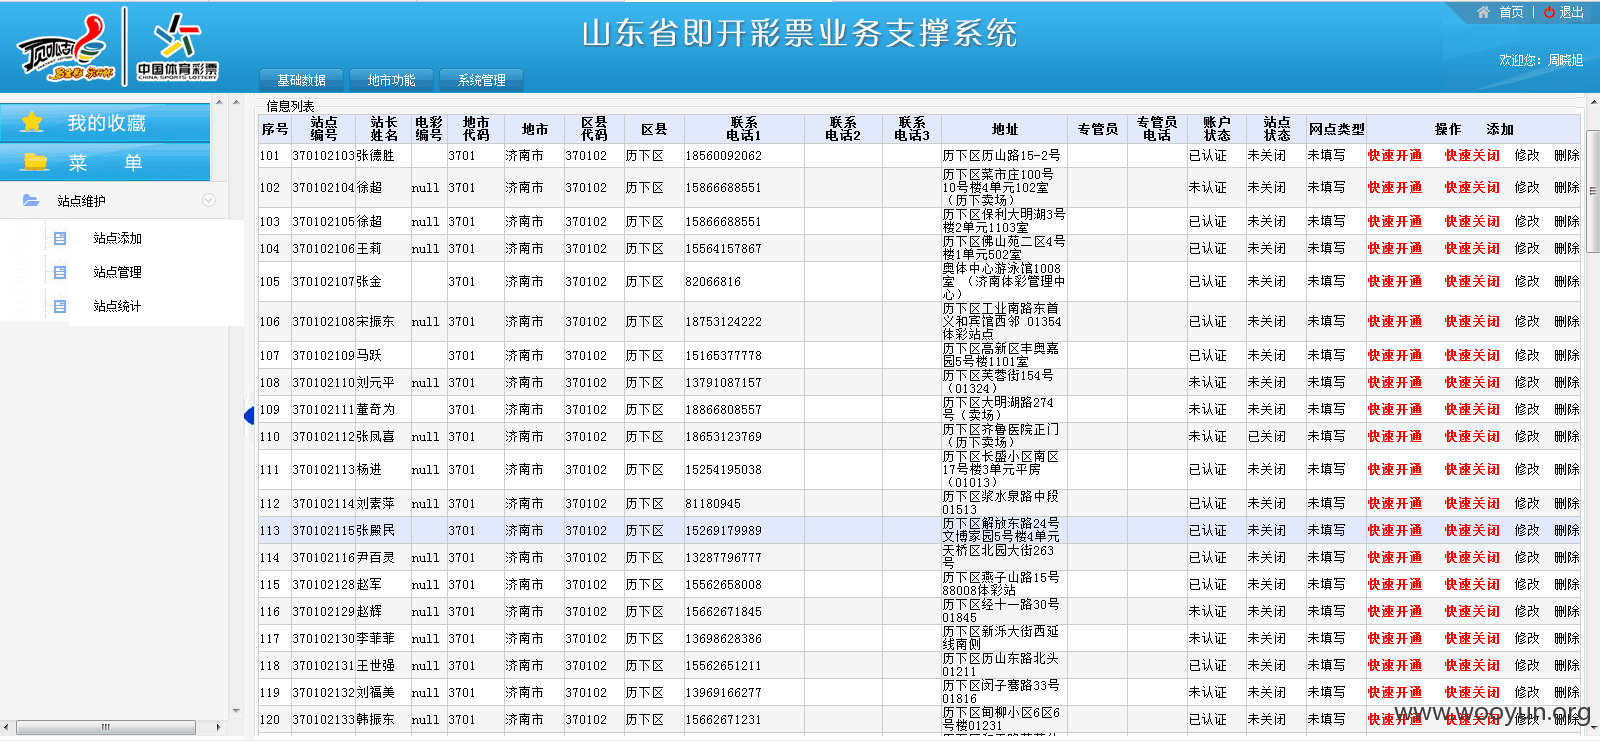 顶呱呱
中国体育彩票
CHINA SPORTS LOTTERY
山东省即开彩票业务支撑系统
首页 | 退出
欢迎您: 周晓旭
基础数据 地市功能 系统管理
我的收藏
菜 单
站点维护
站点添加
站点管理
站点统计
信息列表
序号 站点编号 站长姓名 电彩编号 地市代码 地市 区县代码 区县 联系电话1 联系电话2 联系电话3 地址 专管员 专管员电话 账户状态 站点状态 网点类型 操作 添加
101 370102103 张德胜 3701 济南市 370102 历下区 18560092062 历下区历山路15-2号 已认证 未关闭 未填写 快速开通 快速关闭 修改 删除
102 370102104 徐超 null 3701 济南市 370102 历下区 15866688551 历下区菜市庄100号10号楼4单元102室（历下卖场） 未认证 未关闭 未填写 快速开通 快速关闭 修改 删除
103 370102105 徐超 null 3701 济南市 370102 历下区 15866688551 历下区保利大明湖3号楼2单元1103室 已认证 未关闭 未填写 快速开通 快速关闭 修改 删除
104 370102106 王莉 null 3701 济南市 370102 历下区 15564157867 历下区佛山苑二区4号楼1单元502室 已认证 未关闭 未填写 快速开通 快速关闭 修改 删除
105 370102107 张金 3701 济南市 370102 历下区 82066816 奥体中心游泳馆1008室 （济南体彩管理中心） 已认证 未关闭 未填写 快速开通 快速关闭 修改 删除
106 370102108 宋振东 null 3701 济南市 370102 历下区 18753124222 历下区工业南路东首义和宾馆西邻 01354体彩站点 已认证 未关闭 未填写 快速开通 快速关闭 修改 删除
107 370102109 马跃 3701 济南市 370102 历下区 15165377778 历下区高新区丰奥嘉园5号楼1101室 已认证 未关闭 未填写 快速开通 快速关闭 修改 删除
108 370102110 刘元平 null 3701 济南市 370102 历下区 13791087157 历下区芙蓉街154号（01324） 已认证 未关闭 未填写 快速开通 快速关闭 修改 删除
109 370102111 董奇为 3701 济南市 370102 历下区 18866808557 历下区大明湖路274号（卖场） 已认证 未关闭 未填写 快速开通 快速关闭 修改 删除
110 370102112 张凤喜 null 3701 济南市 370102 历下区 18653123769 历下区齐鲁医院正门（历下卖场） 未认证 已关闭 未填写 快速开通 快速关闭 修改 删除
111 370102113 杨进 null 3701 济南市 370102 历下区 15254195038 历下区长盛小区南区17号楼3单元平房（01013） 已认证 未关闭 未填写 快速开通 快速关闭 修改 删除
112 370102114 刘素萍 null 3701 济南市 370102 历下区 81180945 历下区浆水泉路中段01513 已认证 未关闭 未填写 快速开通 快速关闭 修改 删除
113 370102115 张殿民 3701 济南市 370102 历下区 15269179989 历下区解放东路24号文博家园5号楼4单元 已认证 未关闭 未填写 快速开通 快速关闭 修改 删除
114 370102116 尹百灵 null 3701 济南市 370102 历下区 13287796777 天桥区北园大街263号 已认证 未关闭 未填写 快速开通 快速关闭 修改 删除
115 370102128 赵军 null 3701 济南市 370102 历下区 15562658008 历下区燕子山路15号88008体彩站 已认证 未关闭 未填写 快速开通 快速关闭 修改 删除
116 370102129 赵辉 null 3701 济南市 370102 历下区 15662671845 历下区经十一路30号01845 未认证 未关闭 未填写 快速开通 快速关闭 修改 删除
117 370102130 李菲菲 null 3701 济南市 370102 历下区 13698628386 历下区新泺大街西延线南侧 未认证 未关闭 未填写 快速开通 快速关闭 修改 删除
118 370102131 王世强 null 3701 济南市 370102 历下区 15562651211 历下区历山东路北头01211 已认证 未关闭 未填写 快速开通 快速关闭 修改 删除
119 370102132 刘福美 null 3701 济南市 370102 历下区 13969166277 历下区闵子骞路33号01816 未认证 未关闭 未填写 快速开通 快速关闭 修改 删除
120 370102133 韩振东 null 3701 济南市 370102 历下区 15662671231 历下区甸柳小区6区6号楼01231 未认证 未关闭 未填写 快速开通 快速关闭 修改 删除
www.wooyun.org